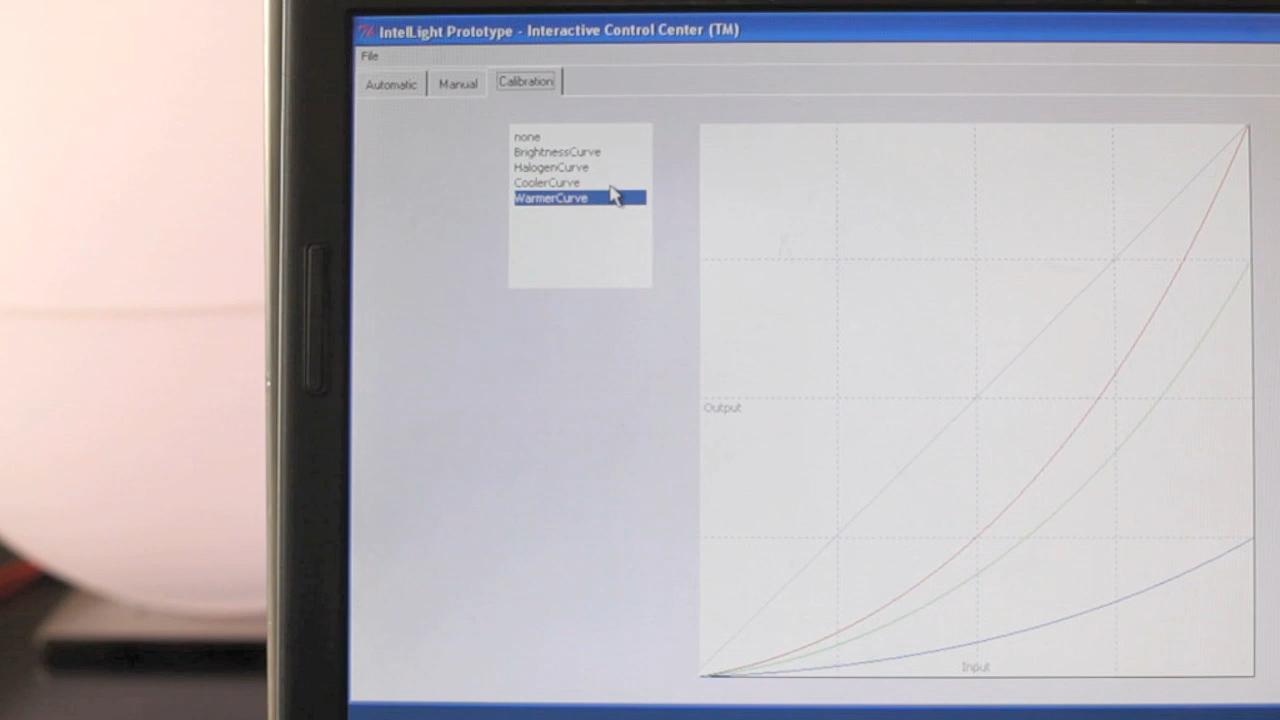 IntelLight Prototype - Interactive Control Center (TM)
File
Automatic
Manual
Calibration
none
BrightnessCurve
HalogenCurve
CoolerCurve
WarmerCurve
Output
Input